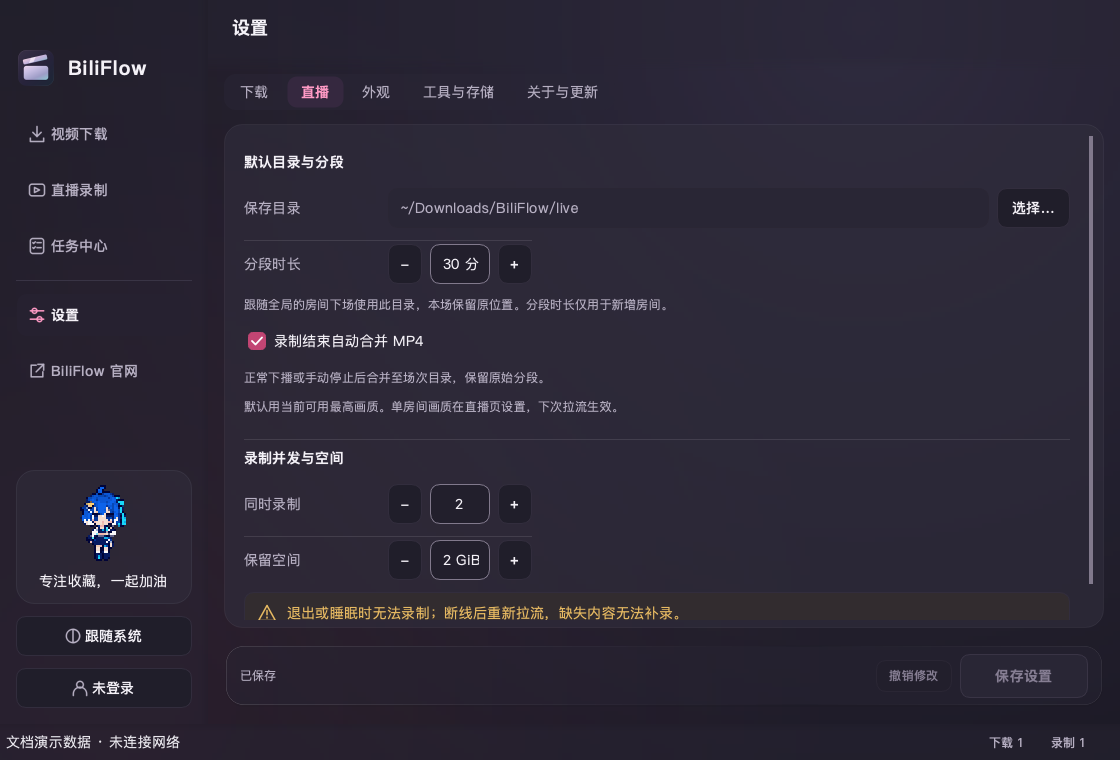 设置
BiliFlow
下载
直播
外观
工具与存储
关于与更新
视频下载
直播录制
任务中心
设置
BiliFlow 官网
专注收藏，一起加油
跟随系统
未登录
默认目录与分段
保存目录
~/Downloads/BiliFlow/live
选择...
分段时长
−
30 分
+
跟随全局的房间下场使用此目录，本场保留原位置。分段时长仅用于新增房间。
录制结束自动合并 MP4
正常下播或手动停止后合并至场次目录，保留原始分段。
默认用当前可用最高画质。单房间画质在直播页设置，下次拉流生效。
录制并发与空间
同时录制
−
2
+
保留空间
−
2 GiB
+
退出或睡眠时无法录制；断线后重新拉流，缺失内容无法补录。
已保存
撤销修改
保存设置
文档演示数据 · 未连接网络
下载 1
录制 1